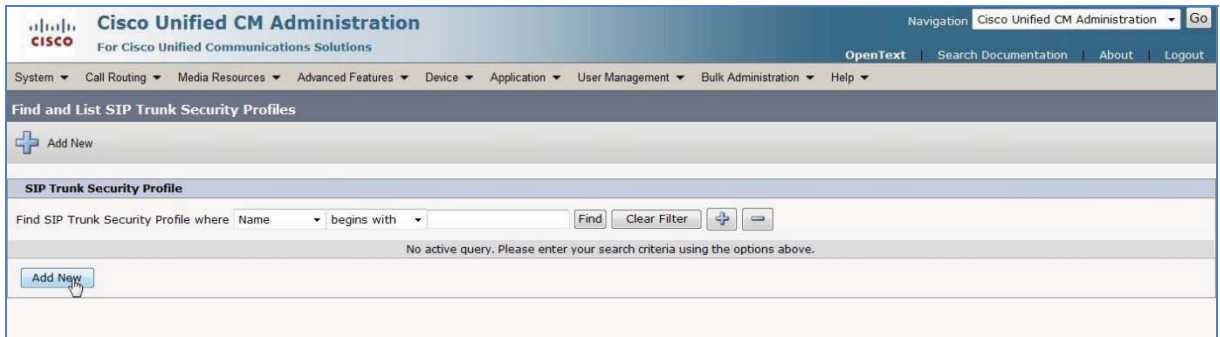 cisco
Cisco Unified CM Administration
For Cisco Unified Communications Solutions
Navigation Cisco Unified CM Administration Go
OpenText | Search Documentation | About | Logout
System Call Routing Media Resources Advanced Features Device Application User Management Bulk Administration Help
Find and List SIP Trunk Security Profiles
Add New
SIP Trunk Security Profile
Find SIP Trunk Security Profile where Name begins with Find Clear Filter
No active query. Please enter your search criteria using the options above.
Add New